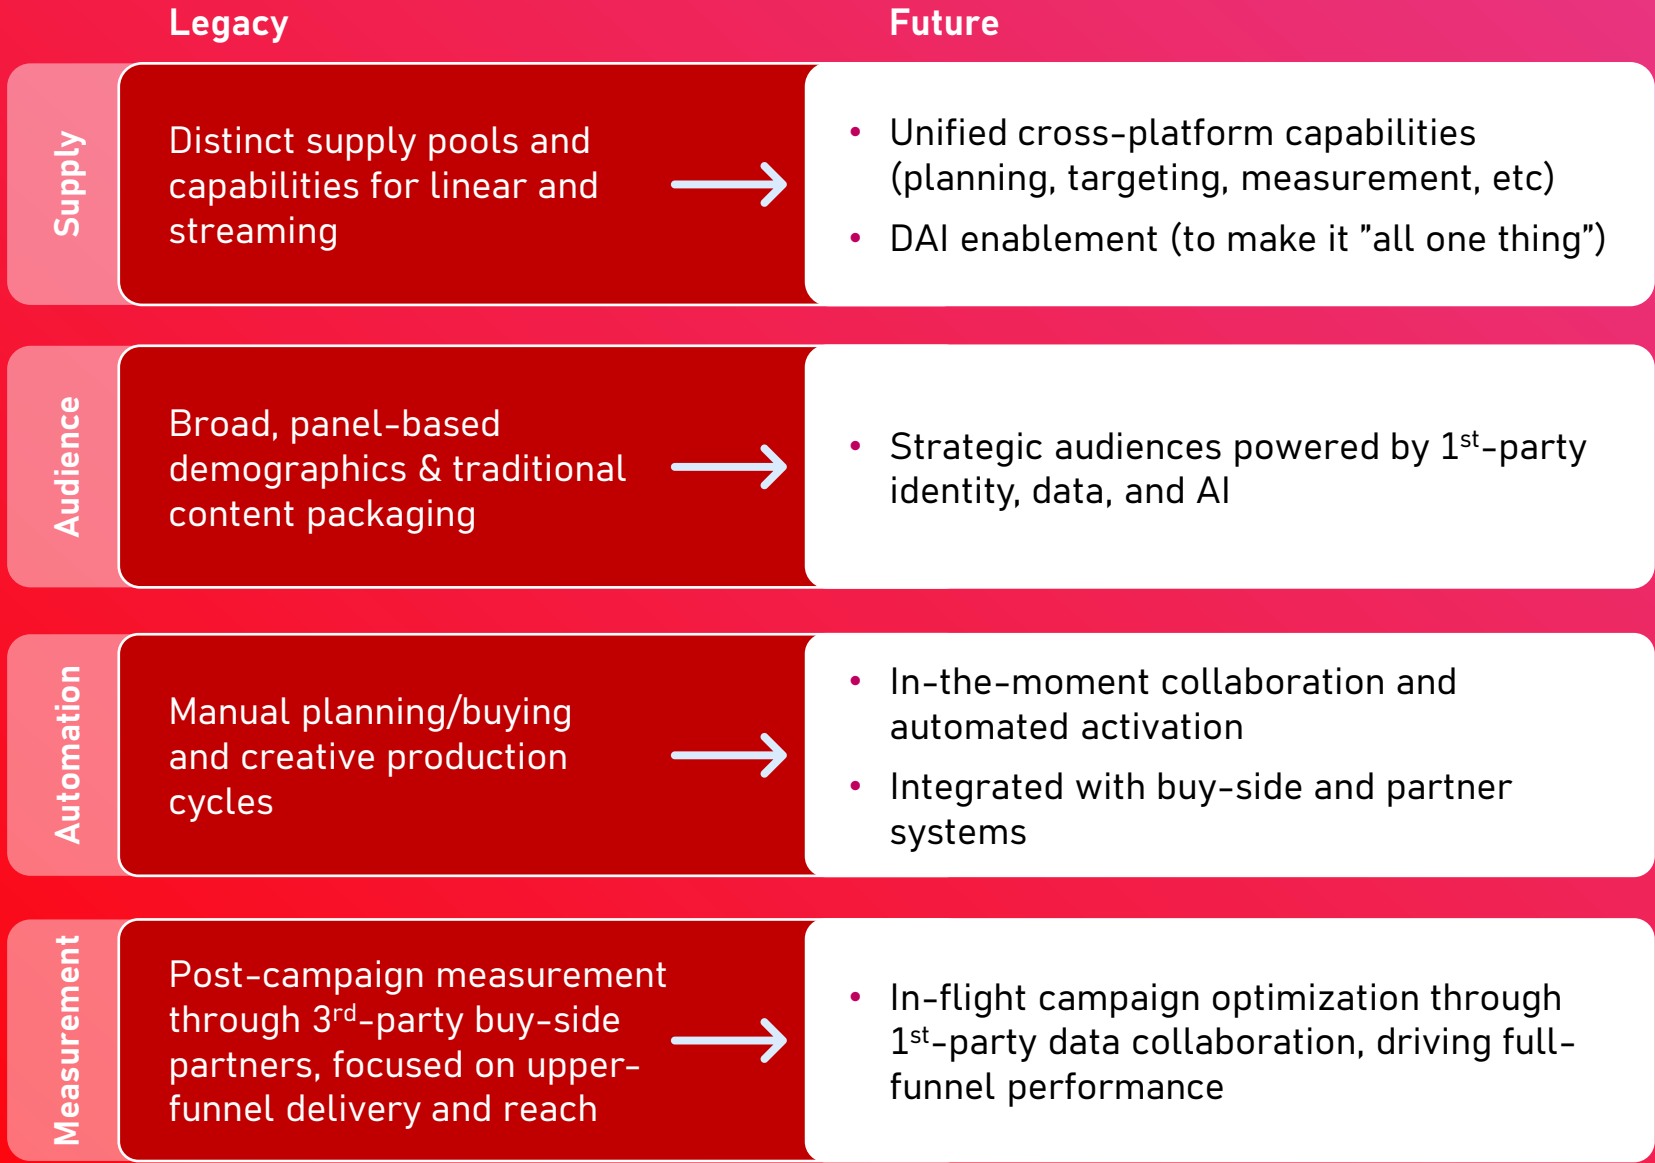 Legacy
Future
Supply
Distinct supply pools and
capabilities for linear and
streaming
• Unified cross-platform capabilities
(planning, targeting, measurement, etc)
• DAI enablement (to make it "all one thing")
Audience
Broad, panel-based
demographics & traditional
content packaging
• Strategic audiences powered by 1st-party
identity, data, and AI
Automation
Manual planning/buying
and creative production
cycles
• In-the-moment collaboration and
automated activation
• Integrated with buy-side and partner
systems
Measurement
Post-campaign measurement
through 3rd-party buy-side
partners, focused on upper-
funnel delivery and reach
• In-flight campaign optimization through
1st-party data collaboration, driving full-
funnel performance